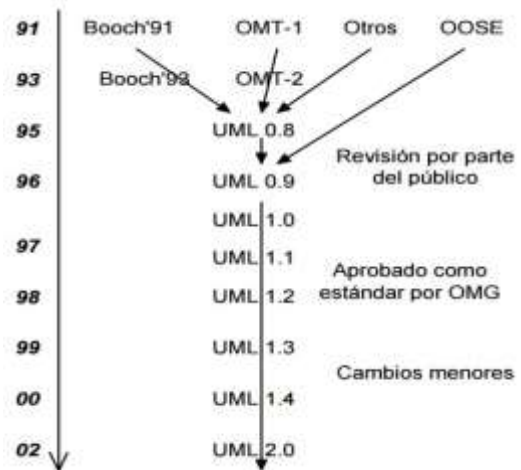 91 Booch'91 OMT-1 Otros OOSE
93 Booch'93 OMT-2
95 UML 0.8
Revisión por parte
del público
96 UML 0.9
UML 1.0
97
UML 1.1
Aprobado como
estándar por OMG
98 UML 1.2
99 UML 1.3
Cambios menores
00 UML 1.4
02 UML 2.0